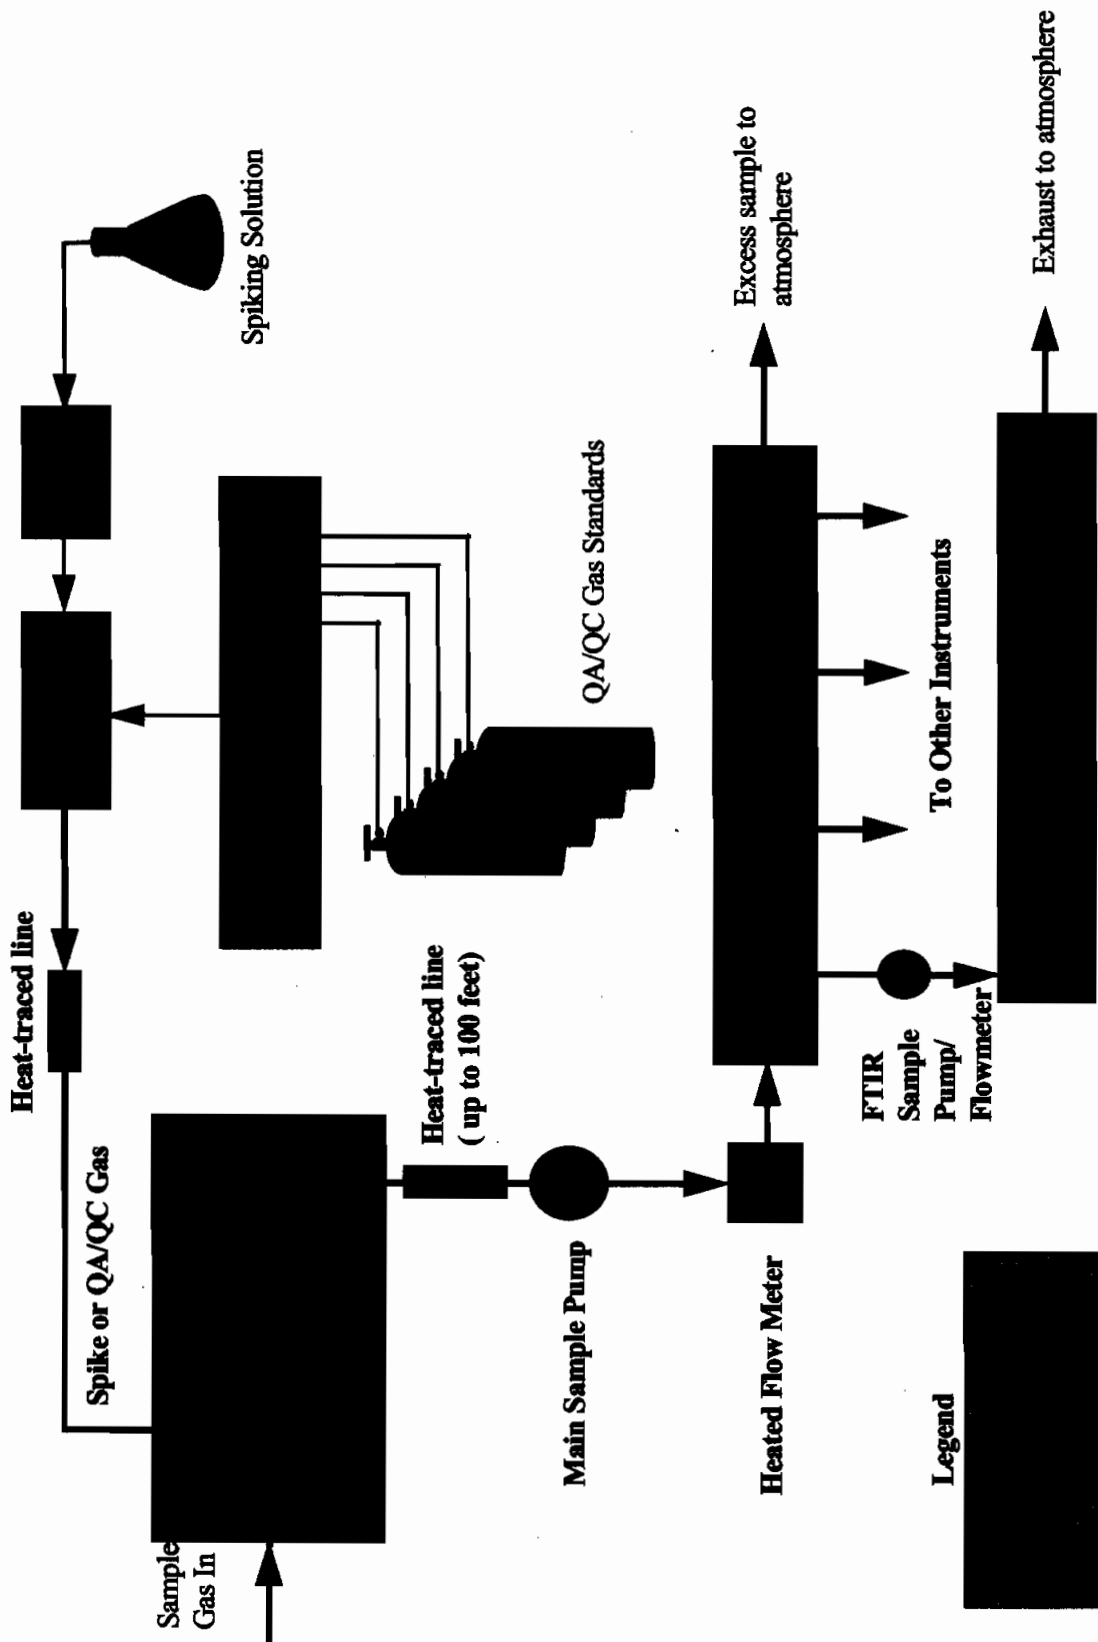 Heat-traced line
Spike or QA/QC Gas
Sample
Gas In
Spiking Solution
QA/QC Gas Standards
Heat-traced line
( up to 100 feet)
Main Sample Pump
Heated Flow Meter
Excess sample to
atmosphere
To Other Instruments
FTIR
Sample
Pump/
Flowmeter
Exhaust to atmosphere
Legend